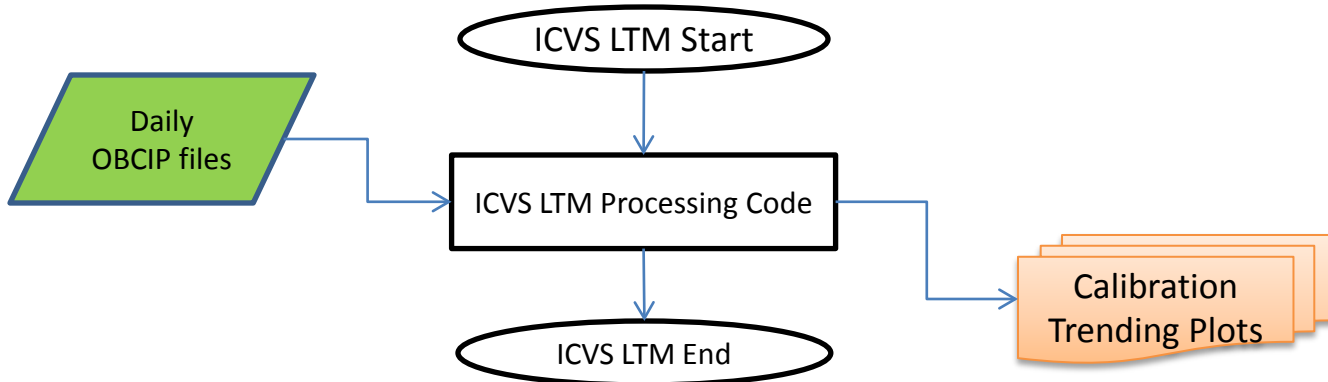 ICVS LTM Start
Daily
OBCIP files
ICVS LTM Processing Code
Calibration
Trending Plots
ICVS LTM End